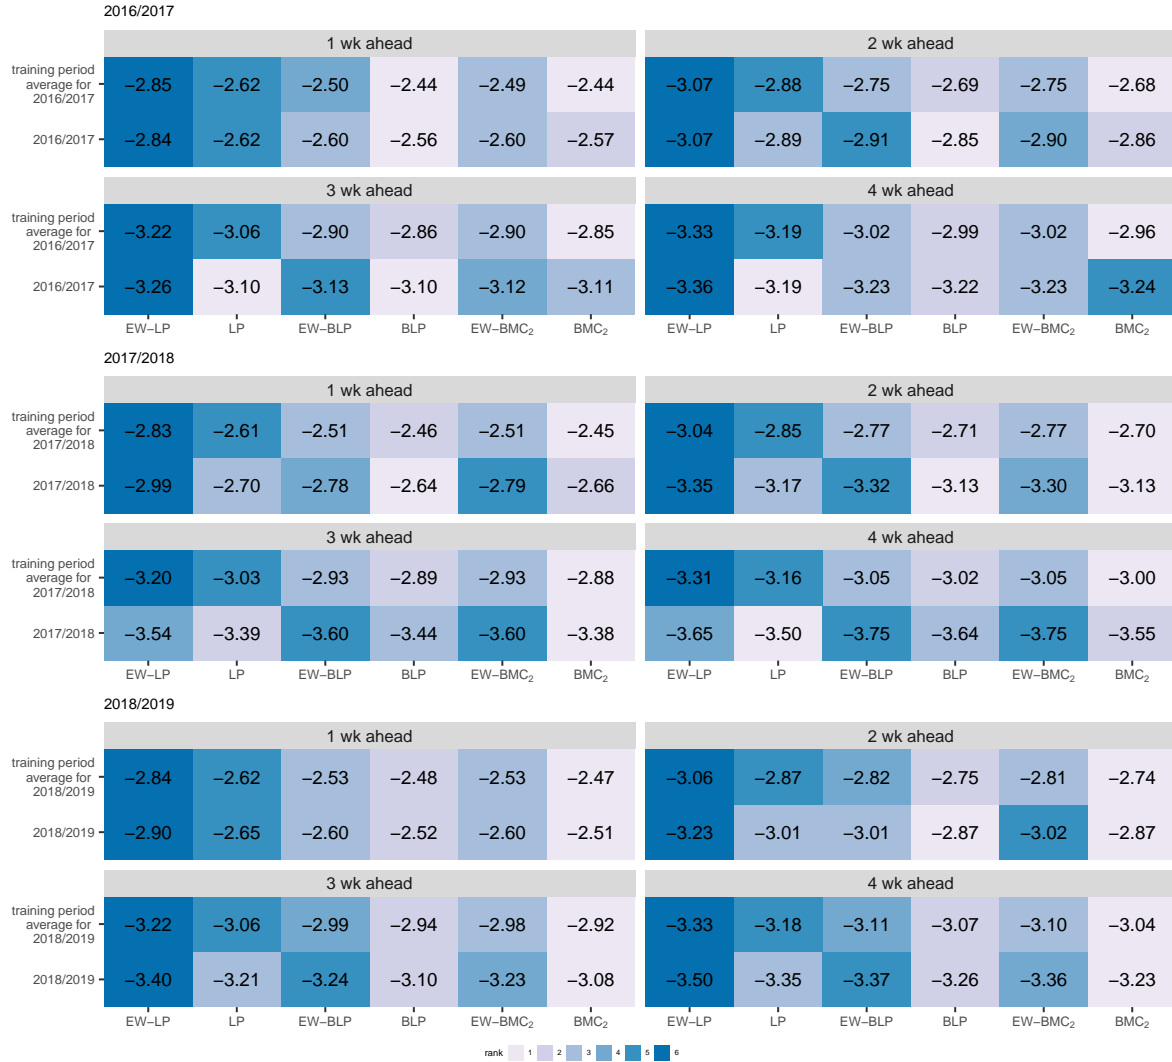 2016/2017
1 wk ahead 2 wk ahead
training period
average for
2016/2017
−2.85 −2.62 −2.50 −2.44 −2.49 −2.44 −3.07 −2.88 −2.75 −2.69 −2.75 −2.68
2016/2017 −2.84 −2.62 −2.60 −2.56 −2.60 −2.57 −3.07 −2.89 −2.91 −2.85 −2.90 −2.86
3 wk ahead 4 wk ahead
training period
average for
2016/2017
−3.22 −3.06 −2.90 −2.86 −2.90 −2.85 −3.33 −3.19 −3.02 −2.99 −3.02 −2.96
2016/2017 −3.26 −3.10 −3.13 −3.10 −3.12 −3.11 −3.36 −3.19 −3.23 −3.22 −3.23 −3.24
EW−LP LP EW−BLP BLP EW−BMC₂ BMC₂ EW−LP LP EW−BLP BLP EW−BMC₂ BMC₂
2017/2018
1 wk ahead 2 wk ahead
training period
average for
2017/2018
−2.83 −2.61 −2.51 −2.46 −2.51 −2.45 −3.04 −2.85 −2.77 −2.71 −2.77 −2.70
2017/2018 −2.99 −2.70 −2.78 −2.64 −2.79 −2.66 −3.35 −3.17 −3.32 −3.13 −3.30 −3.13
3 wk ahead 4 wk ahead
training period
average for
2017/2018
−3.20 −3.03 −2.93 −2.89 −2.93 −2.88 −3.31 −3.16 −3.05 −3.02 −3.05 −3.00
2017/2018 −3.54 −3.39 −3.60 −3.44 −3.60 −3.38 −3.65 −3.50 −3.75 −3.64 −3.75 −3.55
EW−LP LP EW−BLP BLP EW−BMC₂ BMC₂ EW−LP LP EW−BLP BLP EW−BMC₂ BMC₂
2018/2019
1 wk ahead 2 wk ahead
training period
average for
2018/2019
−2.84 −2.62 −2.53 −2.48 −2.53 −2.47 −3.06 −2.87 −2.82 −2.75 −2.81 −2.74
2018/2019 −2.90 −2.65 −2.60 −2.52 −2.60 −2.51 −3.23 −3.01 −3.01 −2.87 −3.02 −2.87
3 wk ahead 4 wk ahead
training period
average for
2018/2019
−3.22 −3.06 −2.99 −2.94 −2.98 −2.92 −3.33 −3.18 −3.11 −3.07 −3.10 −3.04
2018/2019 −3.40 −3.21 −3.24 −3.10 −3.23 −3.08 −3.50 −3.35 −3.37 −3.26 −3.36 −3.23
EW−LP LP EW−BLP BLP EW−BMC₂ BMC₂ EW−LP LP EW−BLP BLP EW−BMC₂ BMC₂
rank 1 2 3 4 5 6